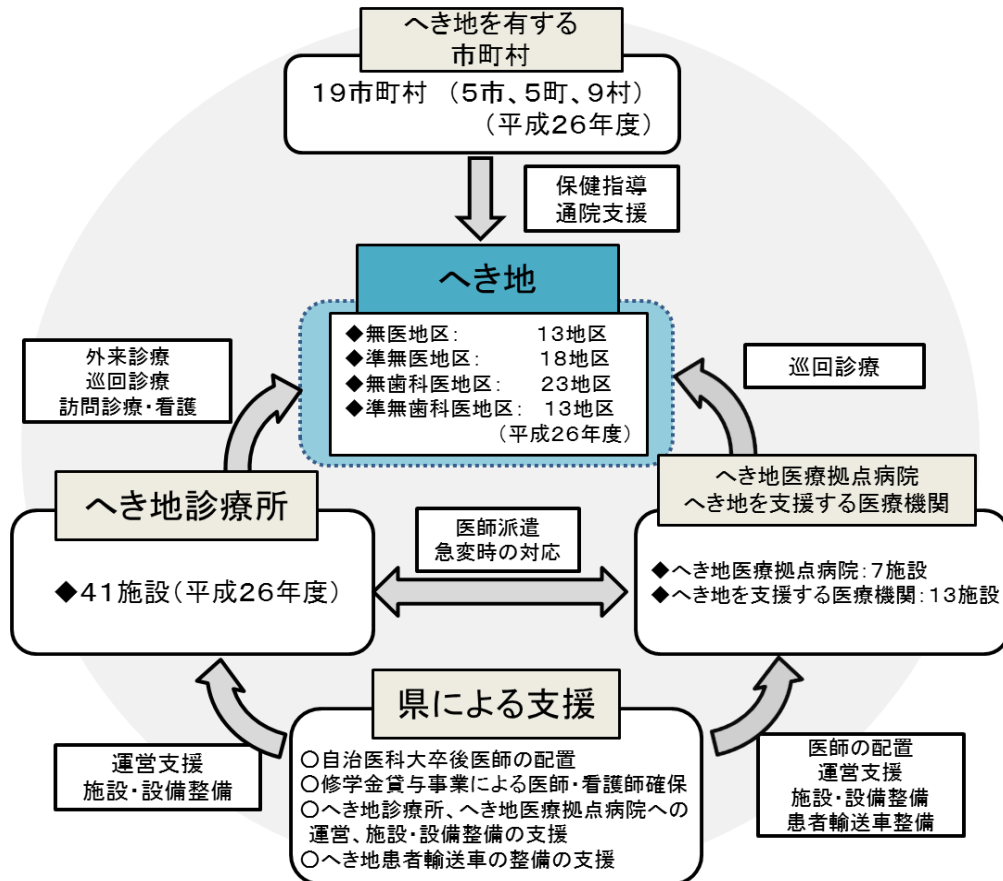 へき地を有する
市町村
19市町村 (5市、5町、9村)
(平成26年度)
保健指導
通院支援
へき地
◆無医地区: 13地区
◆準無医地区: 18地区
◆無歯科医地区: 23地区
◆準無歯科医地区: 13地区
(平成26年度)
外来診療
巡回診療
訪問診療・看護
巡回診療
へき地診療所
◆41施設(平成26年度)
医師派遣
急変時の対応
へき地医療拠点病院
へき地を支援する医療機関
◆へき地医療拠点病院:7施設
◆へき地を支援する医療機関:13施設
県による支援
○自治医科大卒後医師の配置
○修学金貸与事業による医師・看護師確保
○へき地診療所、へき地医療拠点病院への
運営、施設・設備整備の支援
○へき地患者輸送車の整備の支援
運営支援
施設・設備整備
医師の配置
運営支援
施設・設備整備
患者輸送車整備